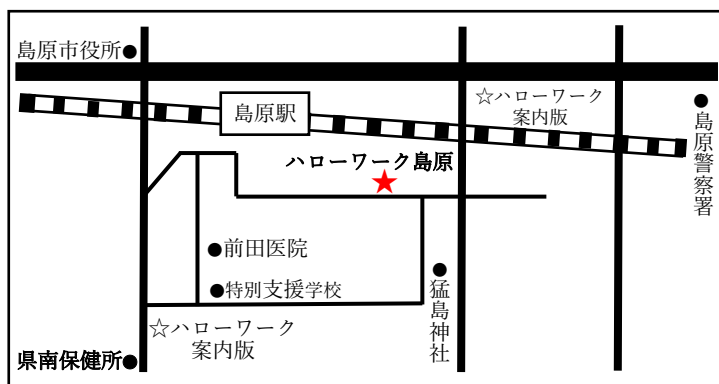 島原市役所●
島原駅
☆ハローワーク
案内版
●島原警察署
ハローワーク島原
●前田医院
●特別支援学校
●猛島神社
☆ハローワーク
案内版
県南保健所●